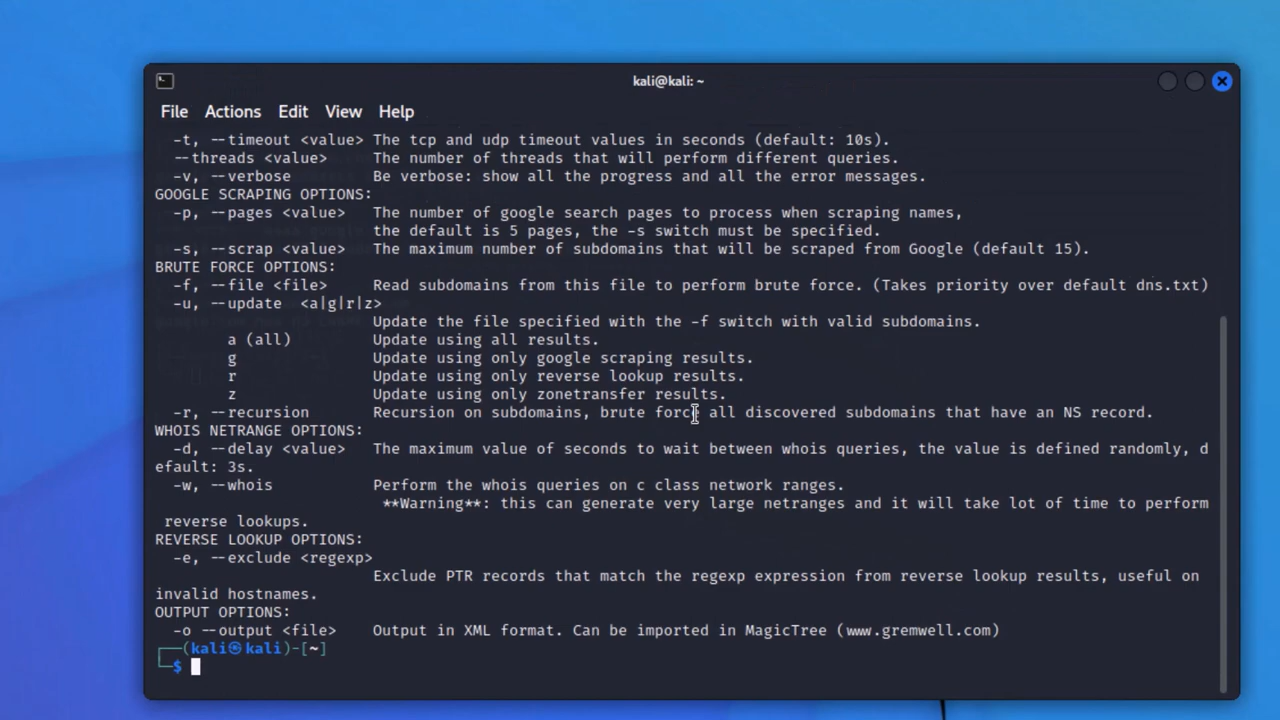 kali@kali: ~
File Actions Edit View Help
-t, --timeout <value> The tcp and udp timeout values in seconds (default: 10s).
--threads <value> The number of threads that will perform different queries.
-v, --verbose Be verbose: show all the progress and all the error messages.
GOOGLE SCRAPING OPTIONS:
-p, --pages <value> The number of google search pages to process when scraping names,
the default is 5 pages, the -s switch must be specified.
-s, --scrap <value> The maximum number of subdomains that will be scraped from Google (default 15).
BRUTE FORCE OPTIONS:
-f, --file <file> Read subdomains from this file to perform brute force. (Takes priority over default dns.txt)
-u, --update <a|g|r|z>
Update the file specified with the -f switch with valid subdomains.
a (all) Update using all results.
g Update using only google scraping results.
r Update using only reverse lookup results.
z Update using only zonetransfer results.
-r, --recursion Recursion on subdomains, brute force all discovered subdomains that have an NS record.
WHOIS NETRANGE OPTIONS:
-d, --delay <value> The maximum value of seconds to wait between whois queries, the value is defined randomly, d
efault: 3s.
-w, --whois Perform the whois queries on c class network ranges.
**Warning**: this can generate very large netranges and it will take lot of time to perform
reverse lookups.
REVERSE LOOKUP OPTIONS:
-e, --exclude <regexp>
Exclude PTR records that match the regexp expression from reverse lookup results, useful on
invalid hostnames.
OUTPUT OPTIONS:
-o --output <file> Output in XML format. Can be imported in MagicTree (www.gremwell.com)
┌──(kali㉿kali)-[~]
└─$